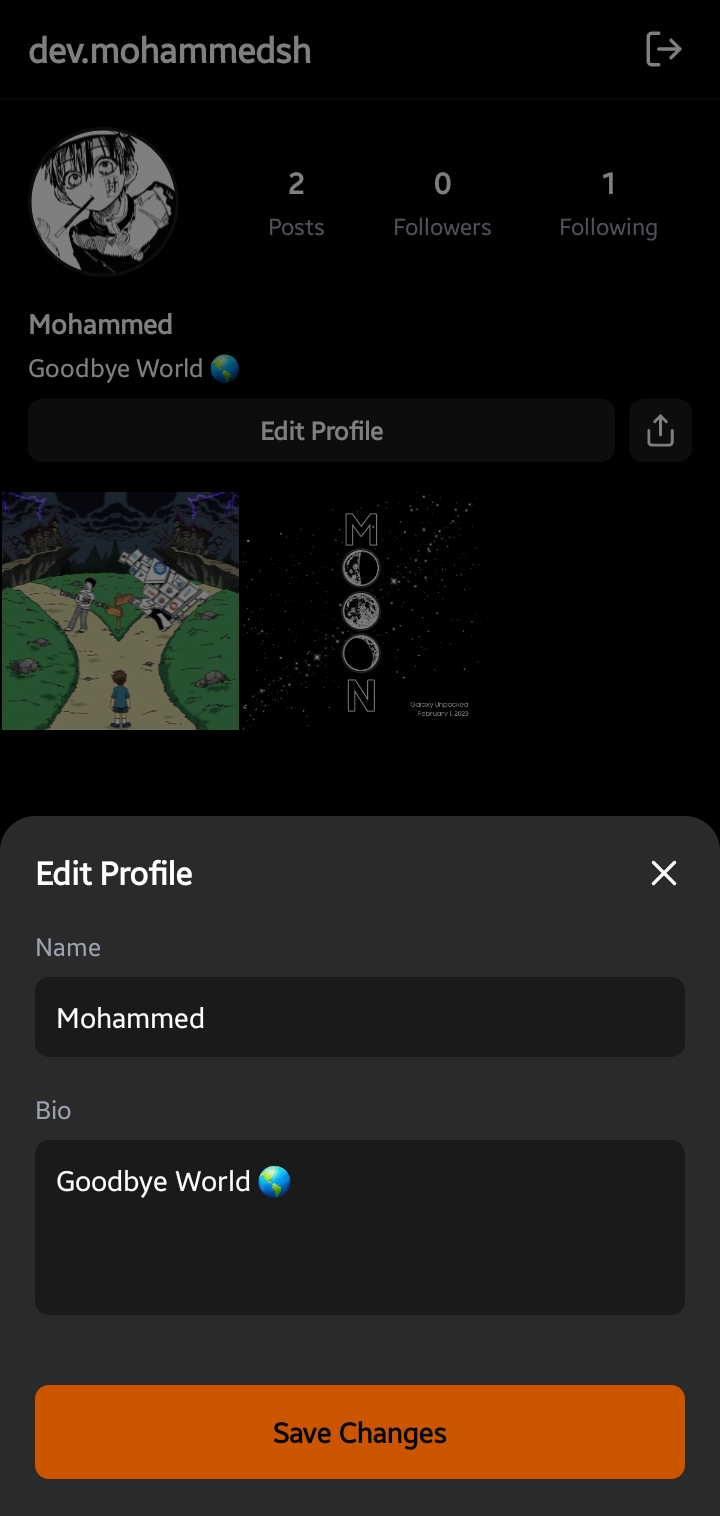 dev.mohammedsh
2 0 1
Posts Followers Following
Mohammed
Goodbye World 🌎
Edit Profile
M
N
Galaxy Unpacked
February 1, 2023
Edit Profile
Name
Mohammed
Bio
Goodbye World 🌎
Save Changes